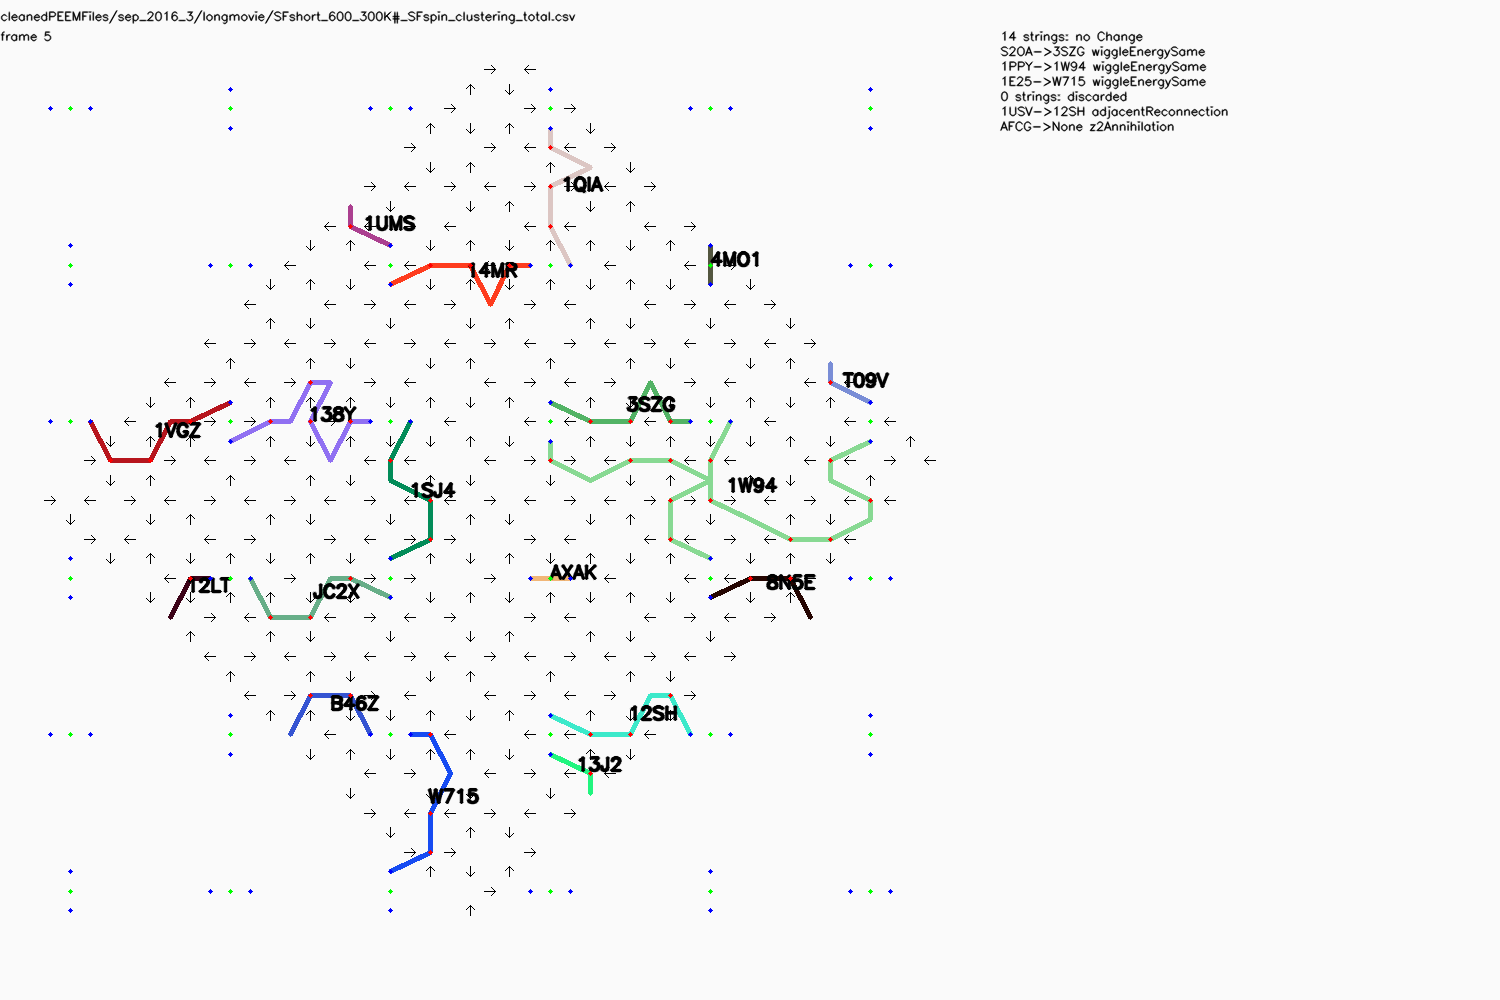 cleanedPEEMFiles/sep_2016_3/longmovie/SFshort_600_300K#_SFspin_clustering_total.csv
frame 5
14 strings: no Change
S2OA->3SZG wiggleEnergySame
1PPY->1W94 wiggleEnergySame
1E25->W715 wiggleEnergySame
0 strings: discarded
1USV->12SH adjacentReconnection
AFCG->None z2Annihilation
1QIA
1UMS
4MO1
14MR
T09V
3SZG
138Y
1VGZ
1W94
1SJ4
AXAK
8N6E
T2LT
JC2X
B46Z
12SH
13J2
W715